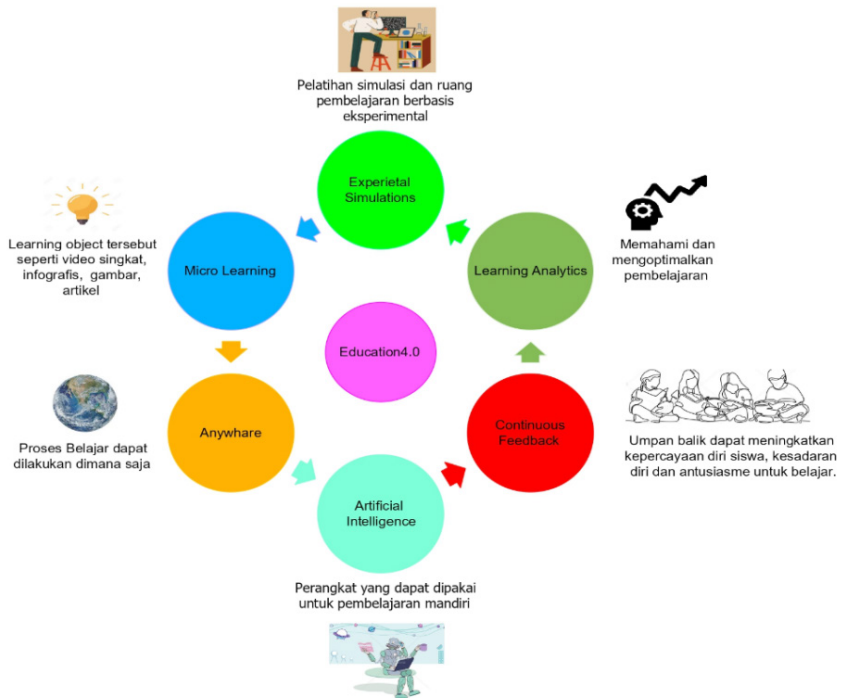 Pelatihan simulasi dan ruang
pembelajaran berbasis
eksperimental
Experietal
Simulations
Learning object tersebut
seperti video singkat,
infografis, gambar,
artikel
Micro Learning
Learning Analytics
Memahami dan
mengoptimalkan
pembelajaran
Education4.0
Proses Belajar dapat
dilakukan dimana saja
Anywhare
Continuous
Feedback
Umpan balik dapat meningkatkan
kepercayaan diri siswa, kesadaran
diri dan antusiasme untuk belajar.
Artificial
Intelligence
Perangkat yang dapat dipakai
untuk pembelajaran mandiri